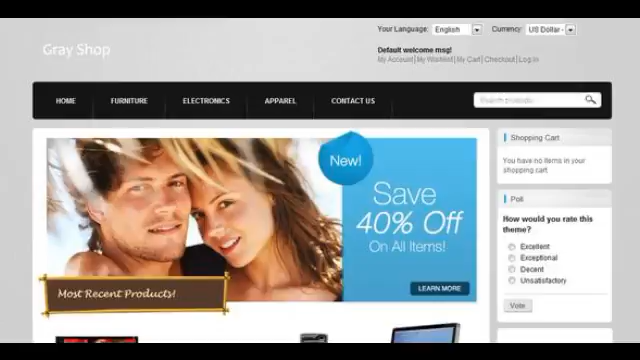 Gray Shop
Your Language: English Currency: US Dollar -
Default welcome msg!
My Account | My Wishlist | My Cart | Checkout | Log In
HOME FURNITURE ELECTRONICS APPAREL CONTACT US
Search products
New!
Save
40% Off
On All Items!
LEARN MORE
Most Recent Products!
Shopping Cart
You have no items in your
shopping cart
Poll
How would you rate this
theme?
Excellent
Exceptional
Decent
Unsatisfactory
Vote